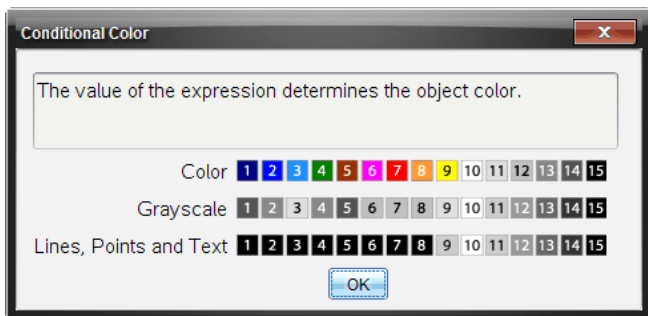 Conditional Color
The value of the expression determines the object color.
Color 1 2 3 4 5 6 7 8 9 10 11 12 13 14 15
Grayscale 1 2 3 4 5 6 7 8 9 10 11 12 13 14 15
Lines, Points and Text 1 2 3 4 5 6 7 8 9 10 11 12 13 14 15
OK